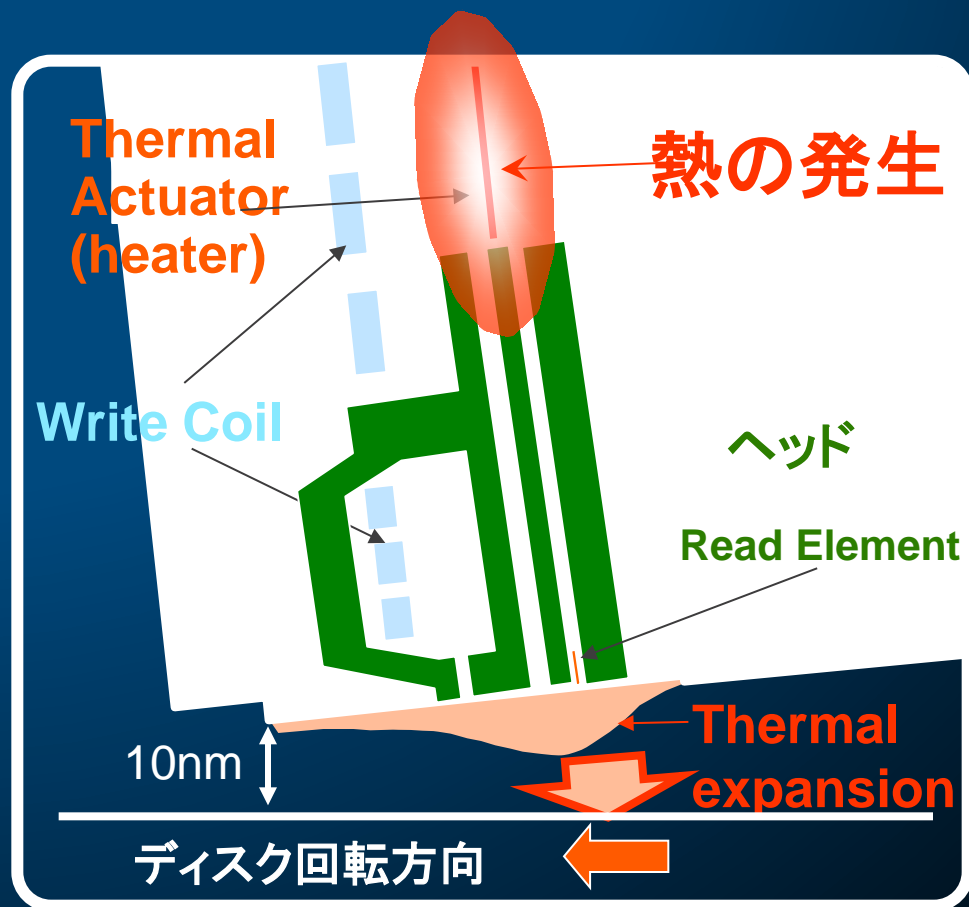 Thermal
Actuator
(heater)
熱の発生
Write Coil
ヘッド
Read Element
Thermal
expansion
10nm
ディスク回転方向